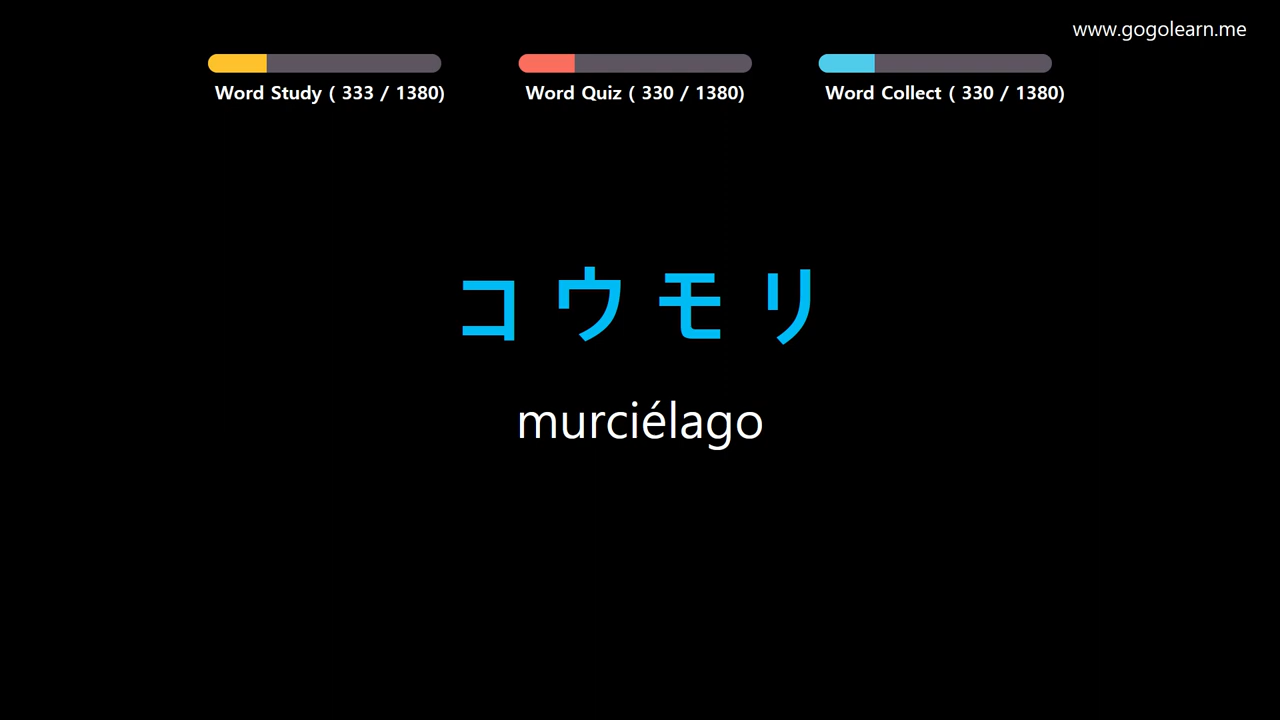 www.gogolearn.me
Word Study ( 333 / 1380)
Word Quiz ( 330 / 1380)
Word Collect ( 330 / 1380)
コウモリ
murciélago